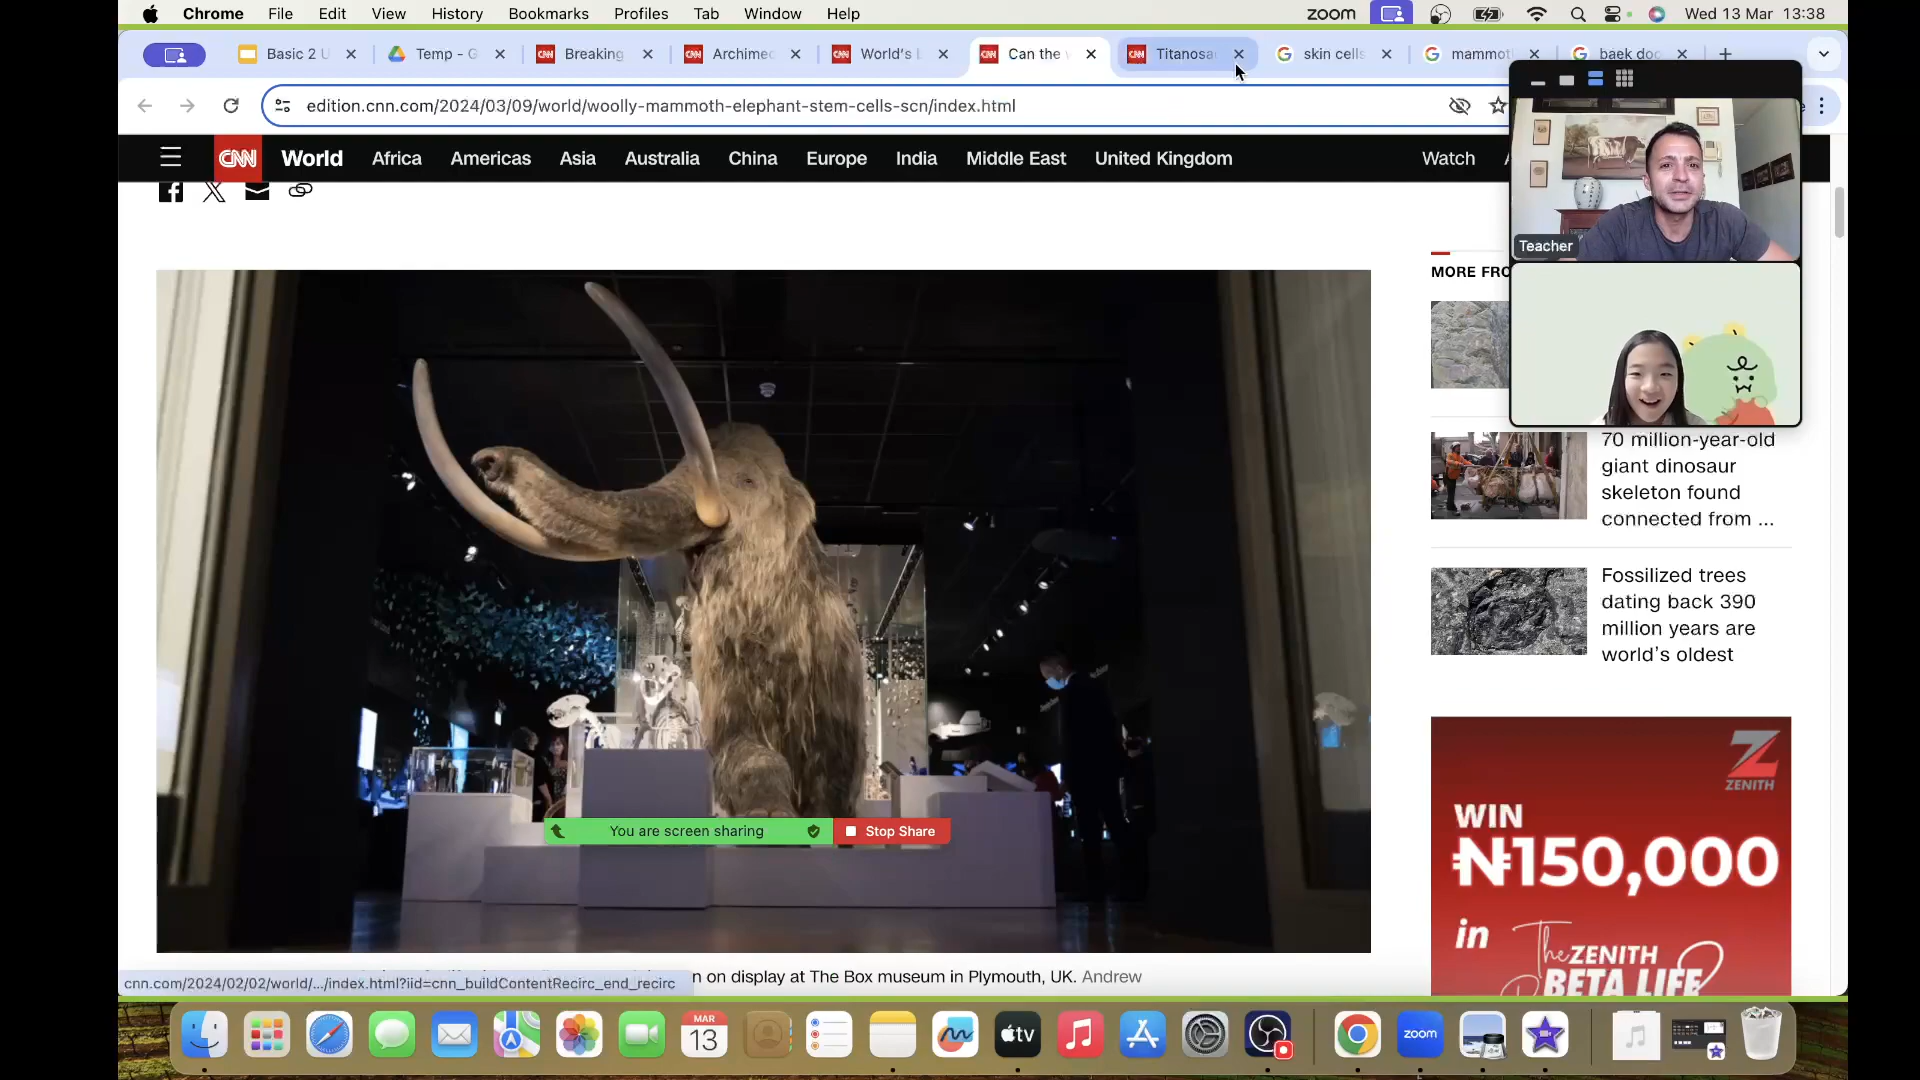 Chrome File Edit View History Bookmarks Profiles Tab Window Help
zoom Wed 13 Mar 13:38
Basic 2 U
Temp - G
Breaking
Archimed
World's
Can the
Titanosa
skin cells
mammot
baek doo
edition.cnn.com/2024/03/09/world/woolly-mammoth-elephant-stem-cells-scn/index.html
CNN World Africa Americas Asia Australia China Europe India Middle East United Kingdom Watch
Teacher
MORE FRO
70 million-year-old
giant dinosaur
skeleton found
connected from ...
Fossilized trees
dating back 390
million years are
world's oldest
ZENITH
WIN
₦150,000
in The ZENITH
BETA LIFE
You are screen sharing Stop Share
n on display at The Box museum in Plymouth, UK. Andrew
cnn.com/2024/02/02/world/.../index.html?iid=cnn_buildContentRecirc_end_recirc
MAR
13
tv
zoom